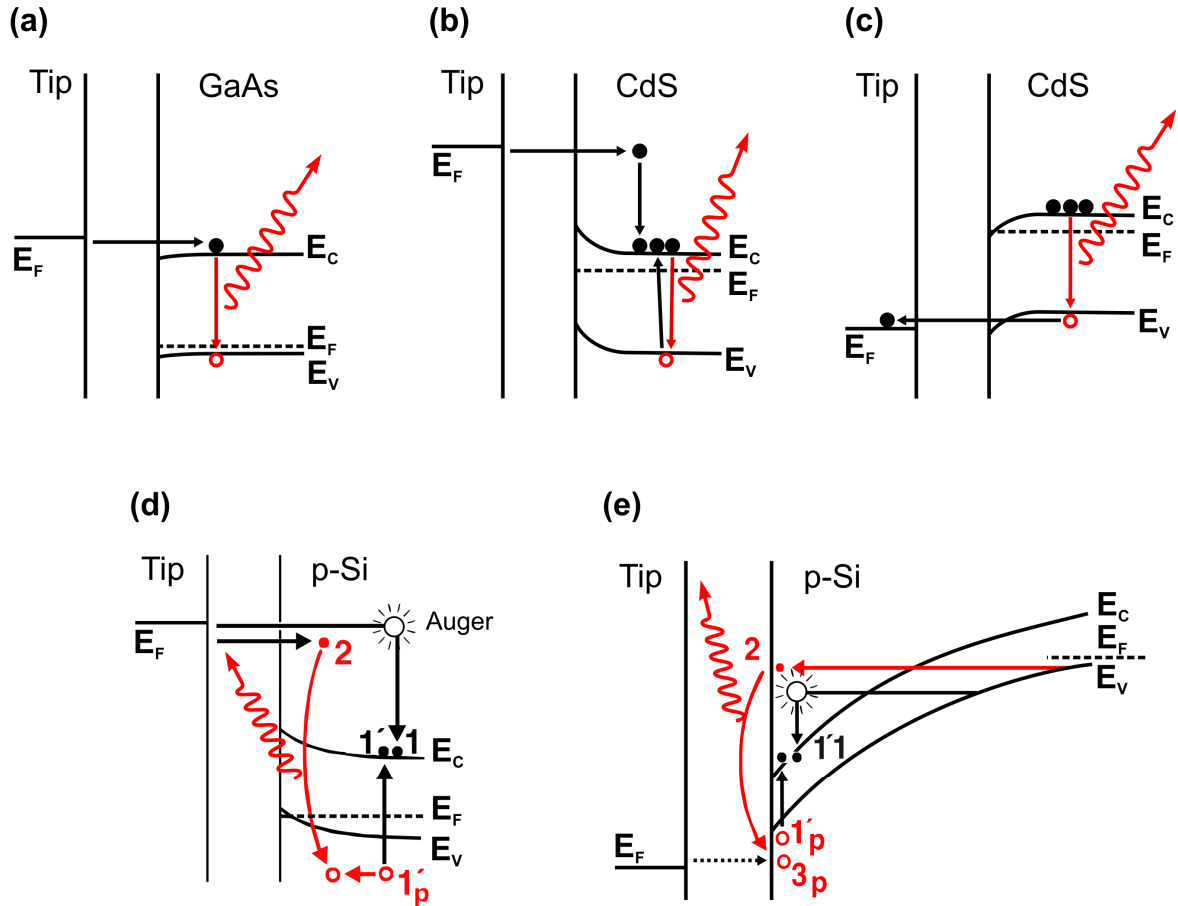 (a)
Tip
GaAs
E_F
E_C
E_F
E_V
(b)
Tip
CdS
E_F
E_C
E_F
E_V
(c)
Tip
CdS
E_C
E_F
E_V
E_F
(d)
Tip
p-Si
E_F
Auger
2
1´ 1
E_C
E_F
E_V
1´p
(e)
Tip
p-Si
E_C
E_F
E_V
2
1´1
1´p
E_F
3p